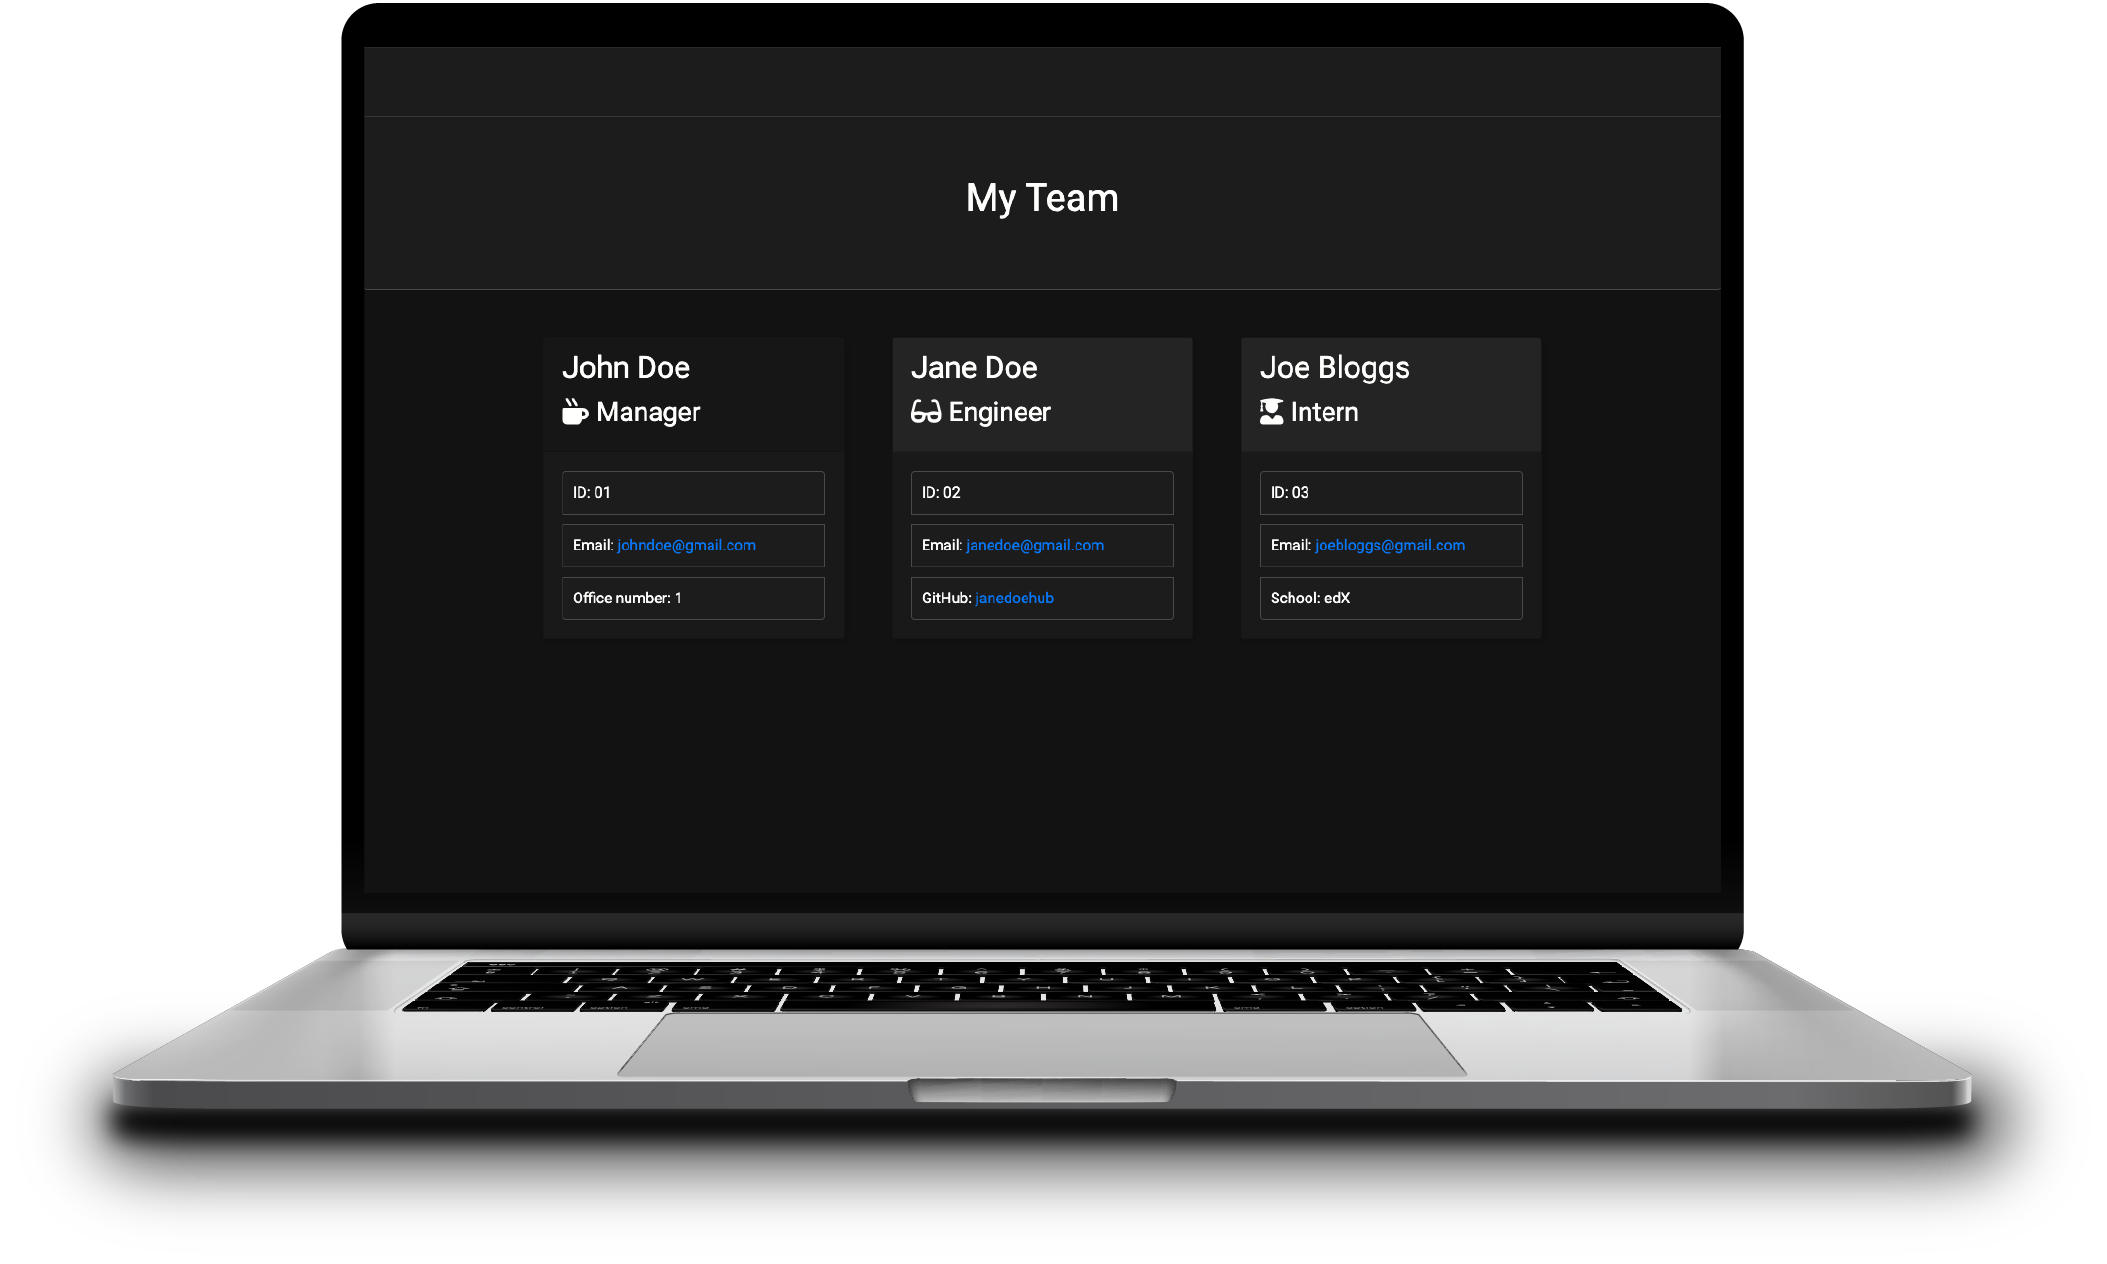 My Team
John Doe
Manager
ID: 01
Email: johndoe@gmail.com
Office number: 1
Jane Doe
Engineer
ID: 02
Email: janedoe@gmail.com
GitHub: janedoehub
Joe Bloggs
Intern
ID: 03
Email: joebloggs@gmail.com
School: edX